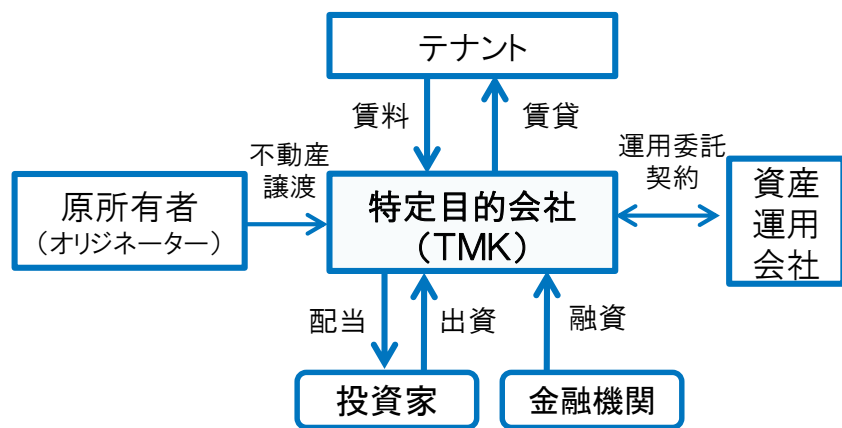 テナント
賃料
賃貸
不動産
譲渡
運用委託
契約
原所有者
（オリジネーター）
特定目的会社
（TMK）
資産
運用
会社
配当
出資
融資
投資家
金融機関